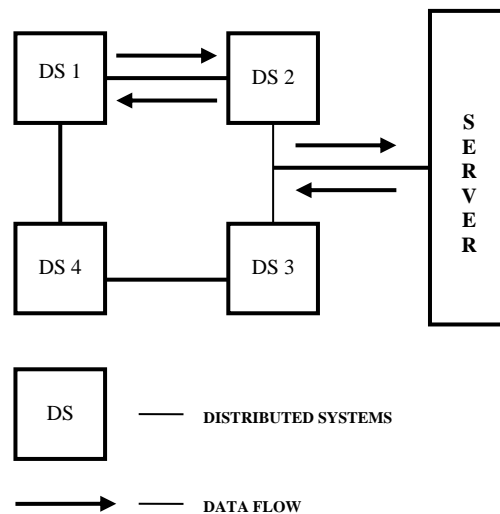 DS 1
DS 2
S
E
R
V
E
R
DS 4
DS 3
DS
DISTRIBUTED SYSTEMS
DATA FLOW